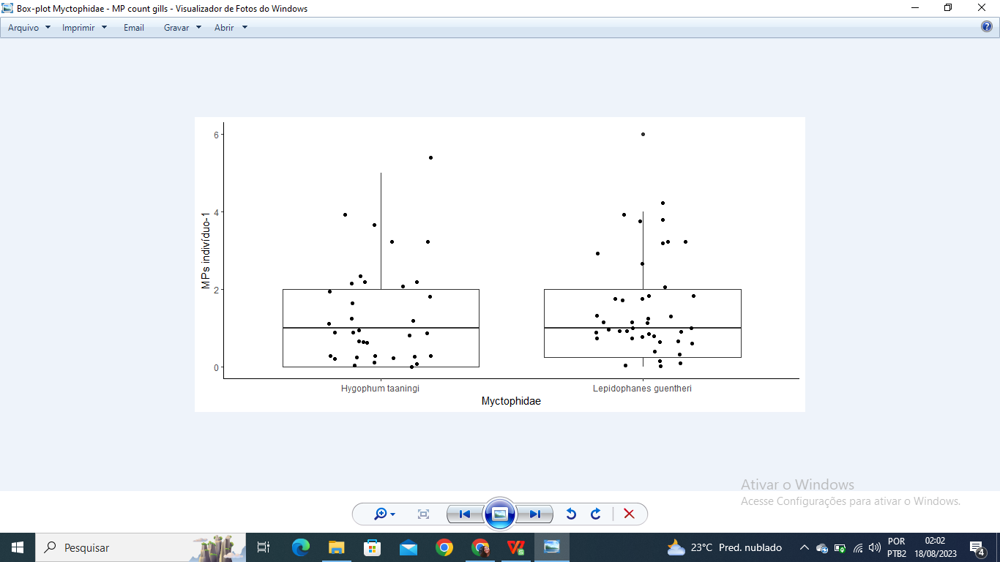 Box-plot Myctophidae - MP count gills - Visualizador de Fotos do Windows
Arquivo Imprimir Email Gravar Abrir
6
4
2
0
MPs indivíduo-1
Hygophum taaningi Lepidophanes guentheri
Myctophidae
Ativar o Windows
Acesse Configurações para ativar o Windows.
Pesquisar
23°C Pred. nublado
POR
PTB2
02:02
18/08/2023
4